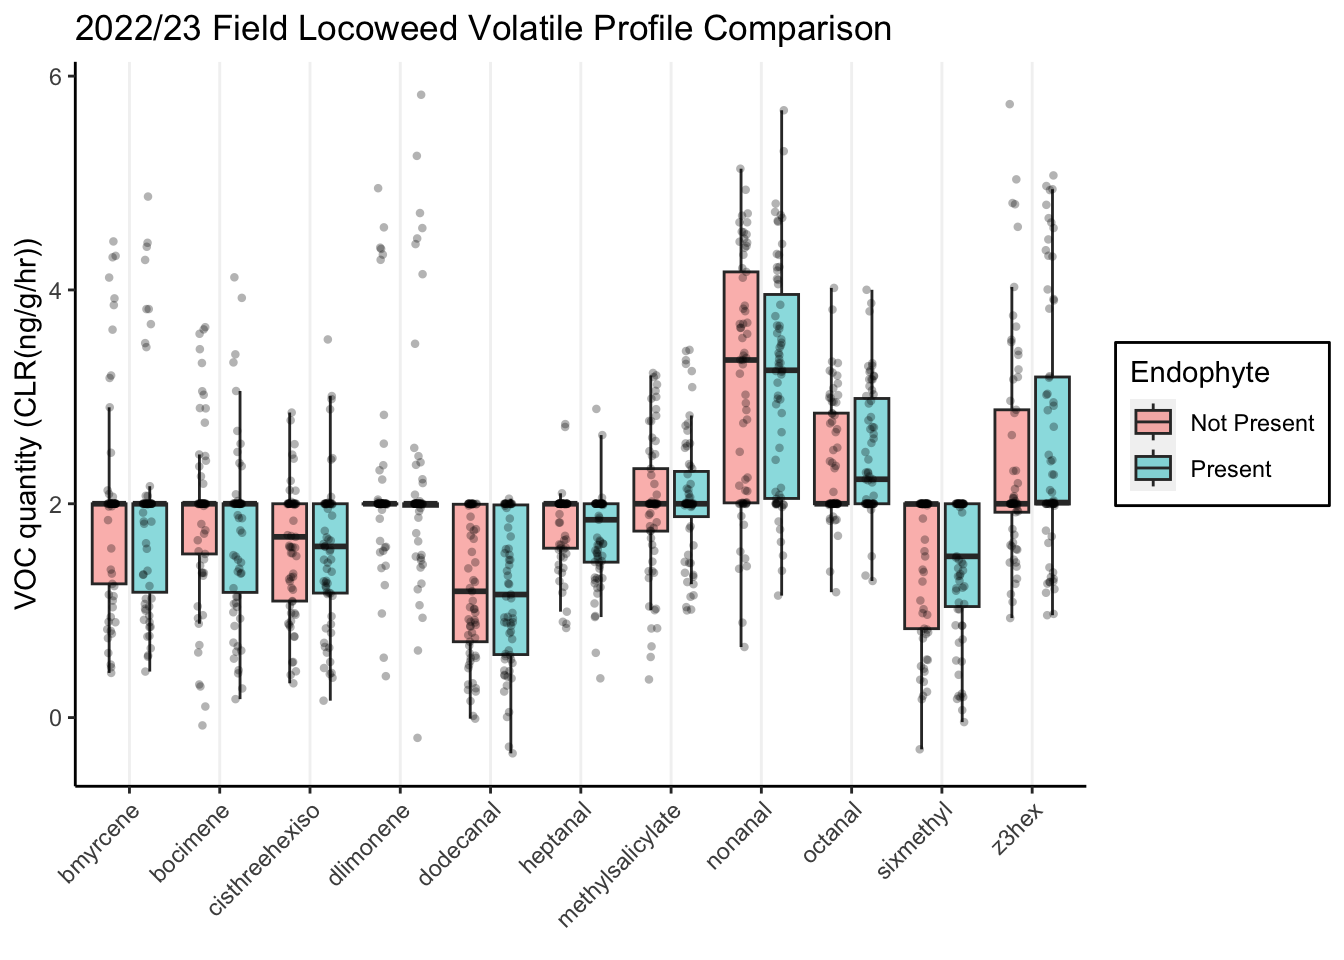 2022/23 Field Locoweed Volatile Profile Comparison
VOC quantity (CLR(ng/g/hr))
6
4
2
0
bmyrcene
bocimene
cisthreehexiso
dlimonene
dodecanal
heptanal
methylsalicylate
nonanal
octanal
sixmethyl
z3hex
Endophyte
Not Present
Present